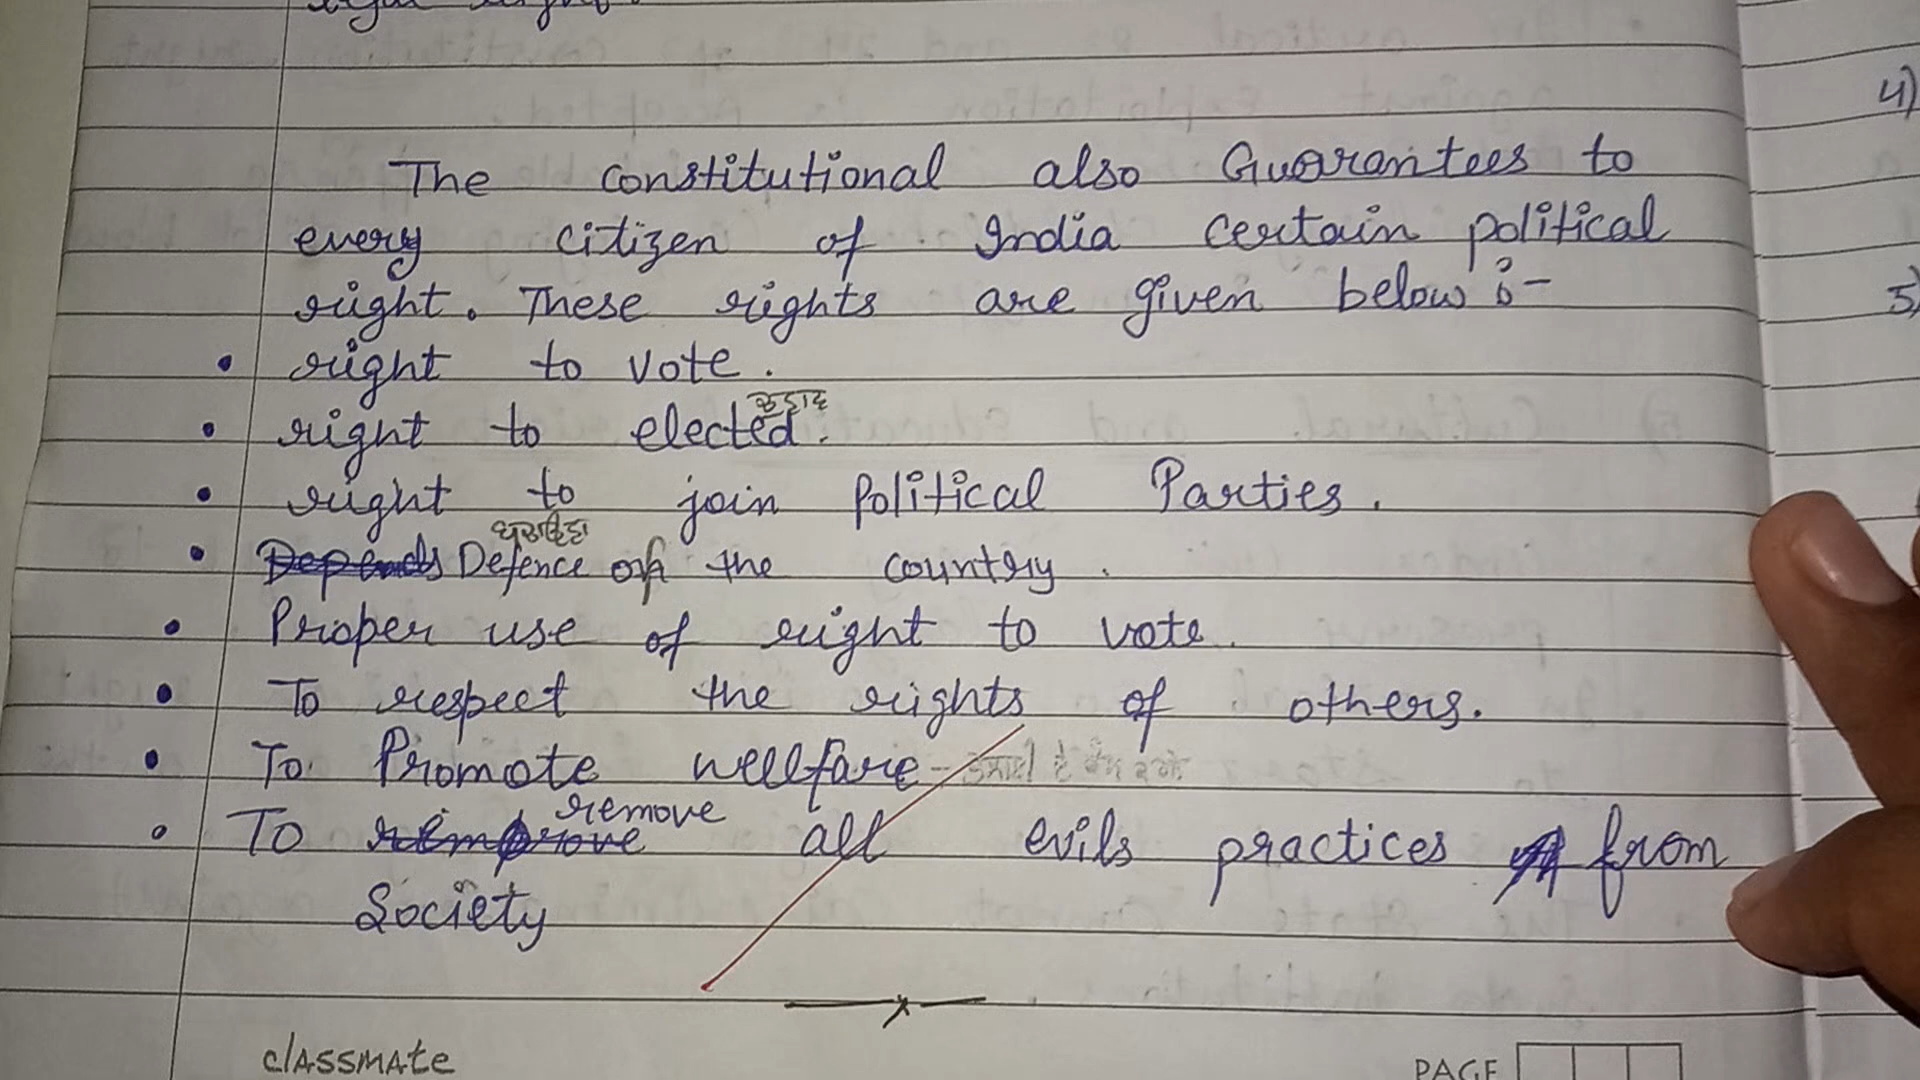 The constitutional also Guarantees to
every citizen of India certain political
right. These rights are given below :-
• right to vote.
• right to elected.
• right to join Political Parties.
• Defence of the country.
• Proper use of right to vote.
• To respect the rights of others.
• To Promote wellfare
• To remove all evils practices from
Society
classmate
PAGE
4)
5)